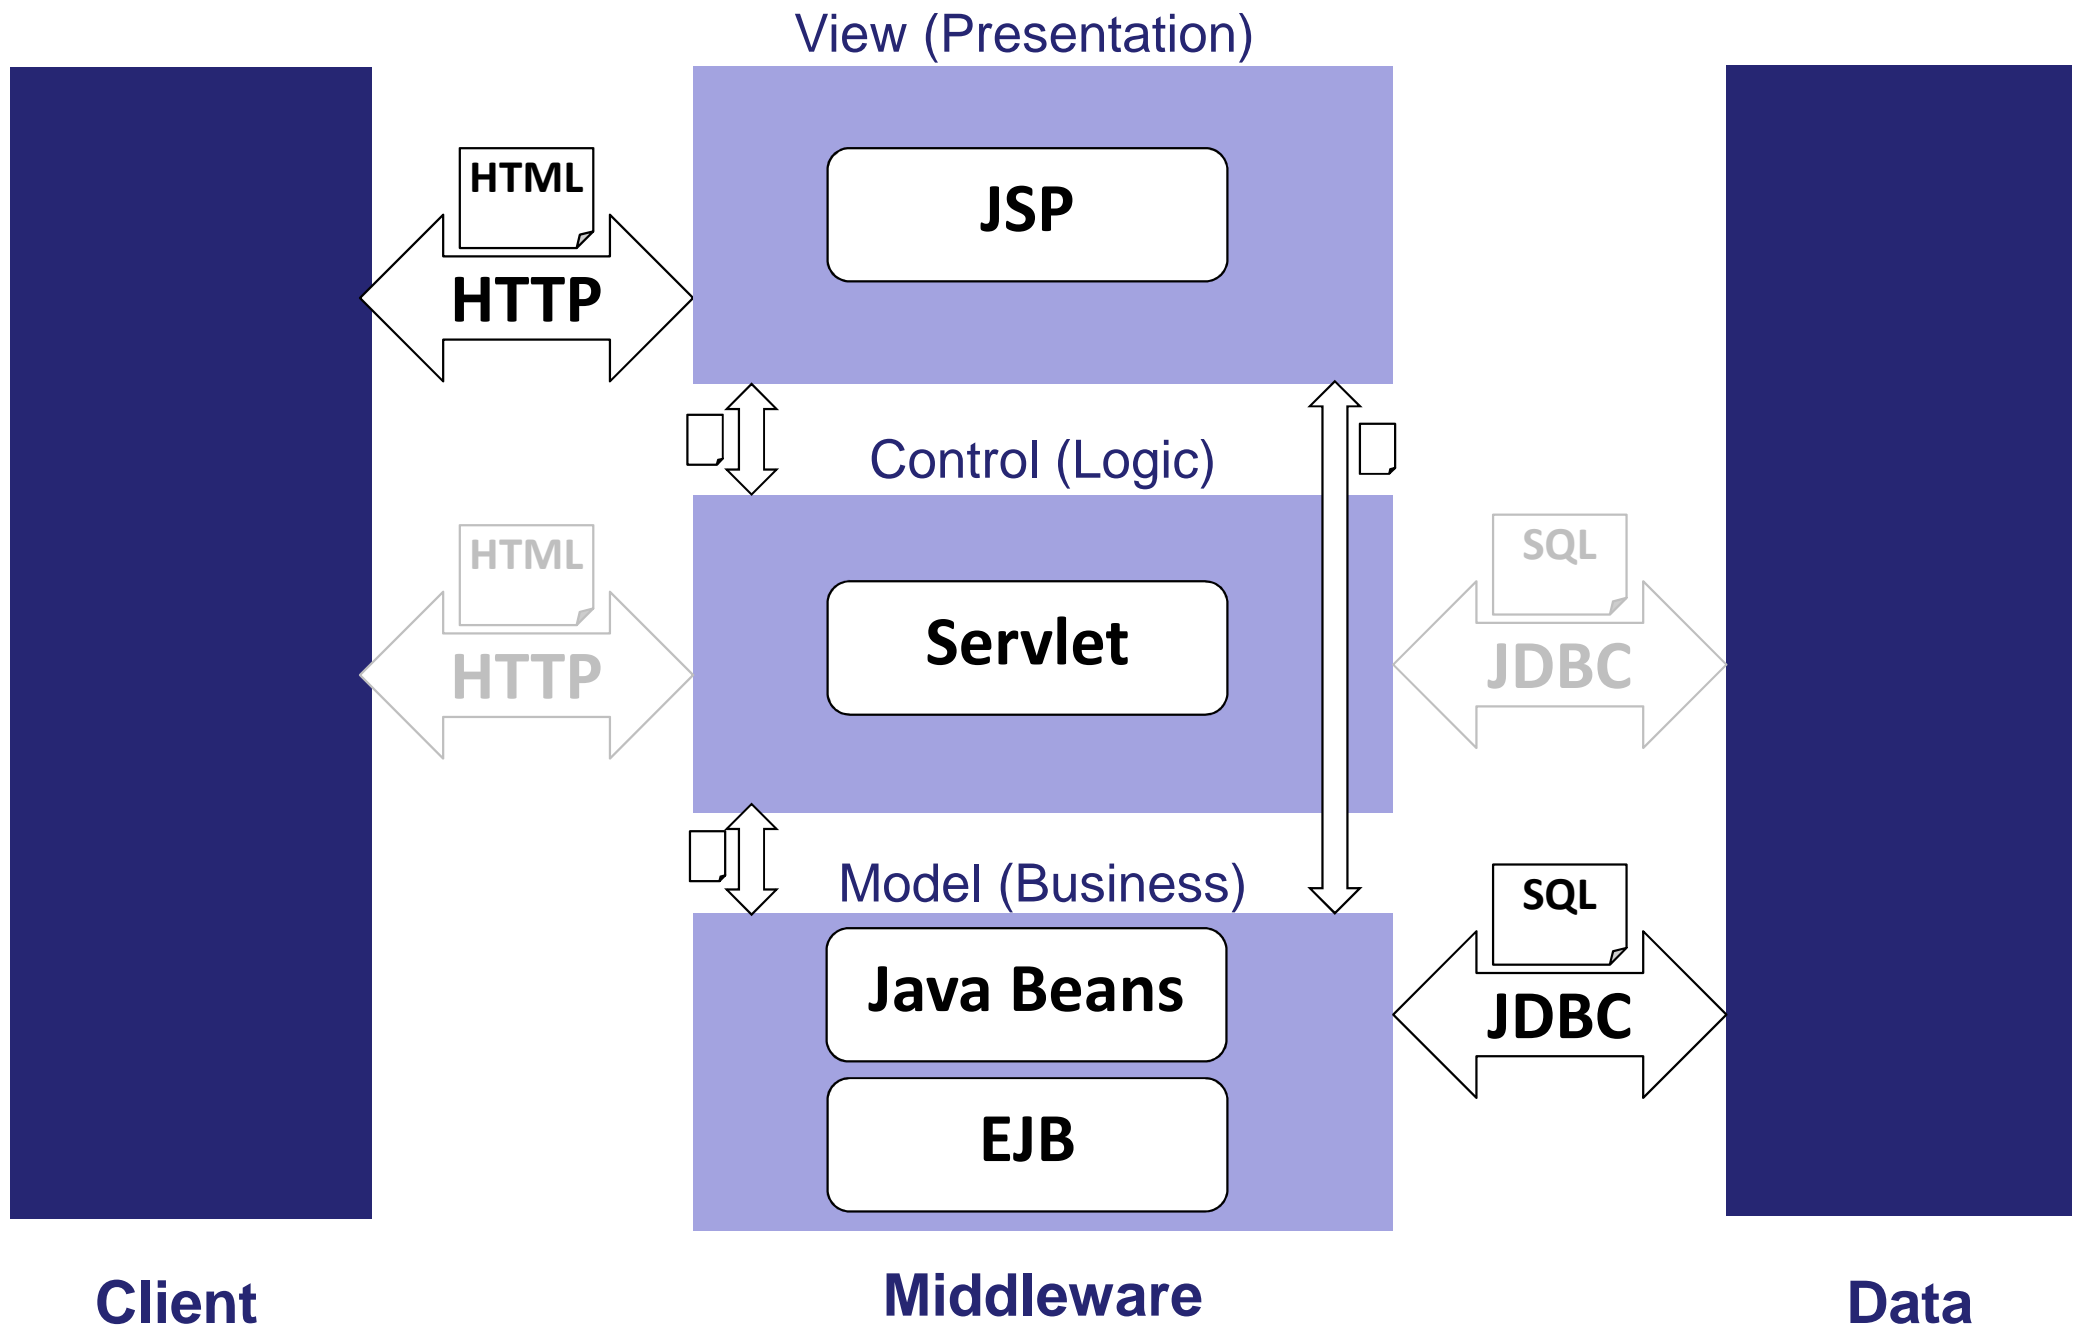 View (Presentation)
HTML
HTTP
JSP
Control (Logic)
HTML
HTTP
Servlet
SQL
JDBC
Model (Business)
Java Beans
EJB
SQL
JDBC
Client
Middleware
Data